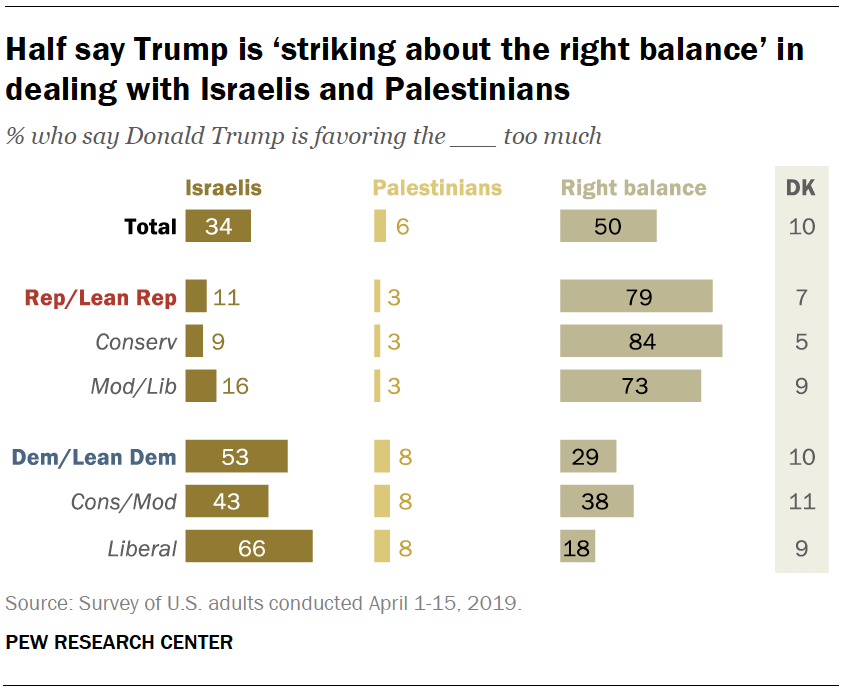 Half say Trump is ‘striking about the right balance’ in
dealing with Israelis and Palestinians
% who say Donald Trump is favoring the ____ too much
Israelis Palestinians Right balance DK
Total 34 6 50 10
Rep/Lean Rep 11 3 79 7
Conserv 9 3 84 5
Mod/Lib 16 3 73 9
Dem/Lean Dem 53 8 29 10
Cons/Mod 43 8 38 11
Liberal 66 8 18 9
Source: Survey of U.S. adults conducted April 1-15, 2019.
PEW RESEARCH CENTER